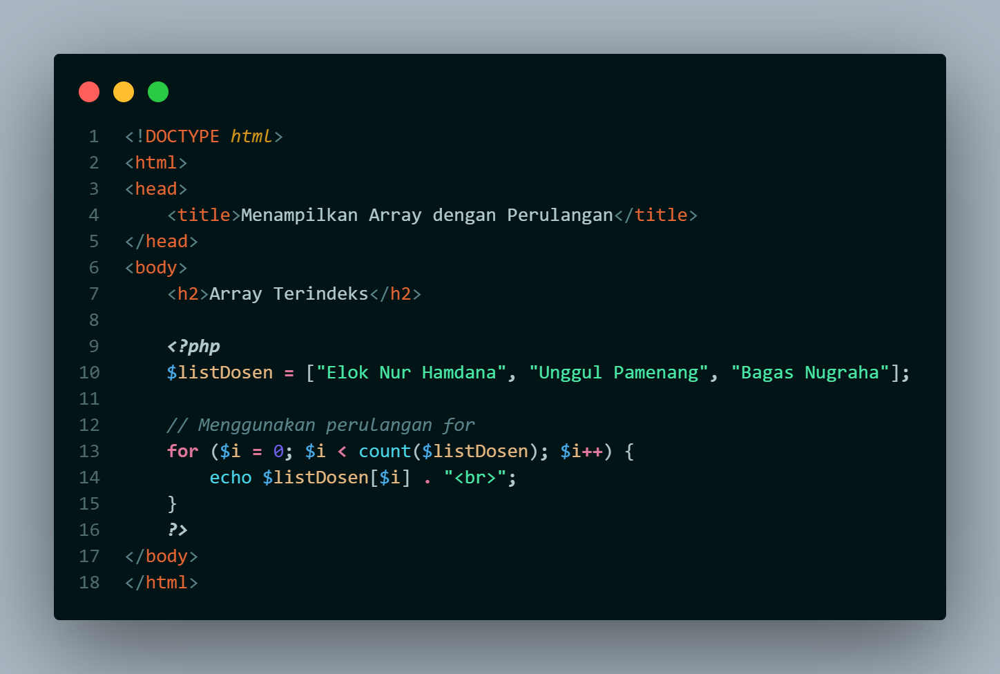 1 <!DOCTYPE html>
2 <html>
3 <head>
4     <title>Menampilkan Array dengan Perulangan</title>
5 </head>
6 <body>
7     <h2>Array Terindeks</h2>
8
9     <?php
10     $listDosen = ["Elok Nur Hamdana", "Unggul Pamenang", "Bagas Nugraha"];
11
12     // Menggunakan perulangan for
13     for ($i = 0; $i < count($listDosen); $i++) {
14         echo $listDosen[$i] . "<br>";
15     }
16     ?>
17 </body>
18 </html>